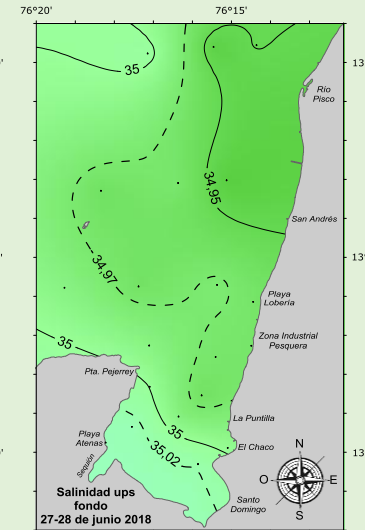 76°20'
76°15'
35
Río
Pisco
13
34,95
San Andrés
34,97
13°
Playa
Lobería
Zona Industrial
Pesquera
35
Pta. Pejerrey
La Puntilla
35
El Chaco
Playa
Atenas
35,02
13
Sequión
N
O
E
S
Santo
Domingo
Salinidad ups
fondo
27-28 de junio 2018